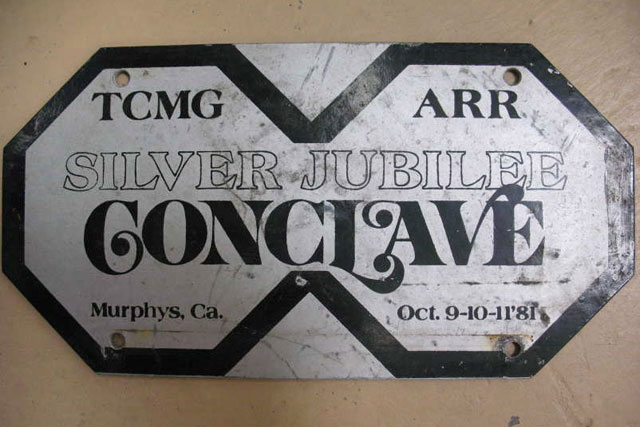 TCMG ARR
SILVER JUBILEE
CONCLAVE
Murphys, Ca. Oct. 9-10-11'81